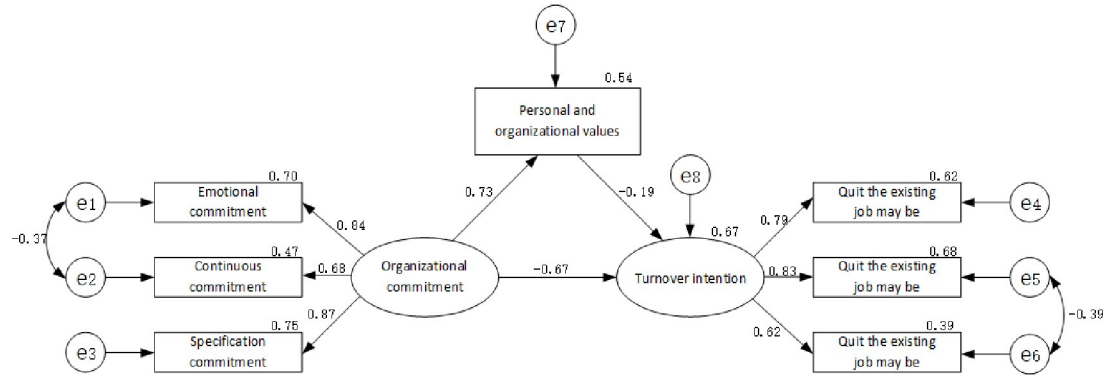 e7
0.54
Personal and
organizational values
0.73
-0.19
e8
0.70
Emotional
commitment
e1
0.84
-0.37
0.47
Continuous
commitment
e2
0.68
0.75
Specification
commitment
e3
0.87
Organizational
commitment
-0.67
0.67
Turnover intention
0.79
0.62
Quit the existing
job may be
e4
0.83
0.68
Quit the existing
job may be
e5
-0.39
0.62
0.39
Quit the existing
job may be
e6